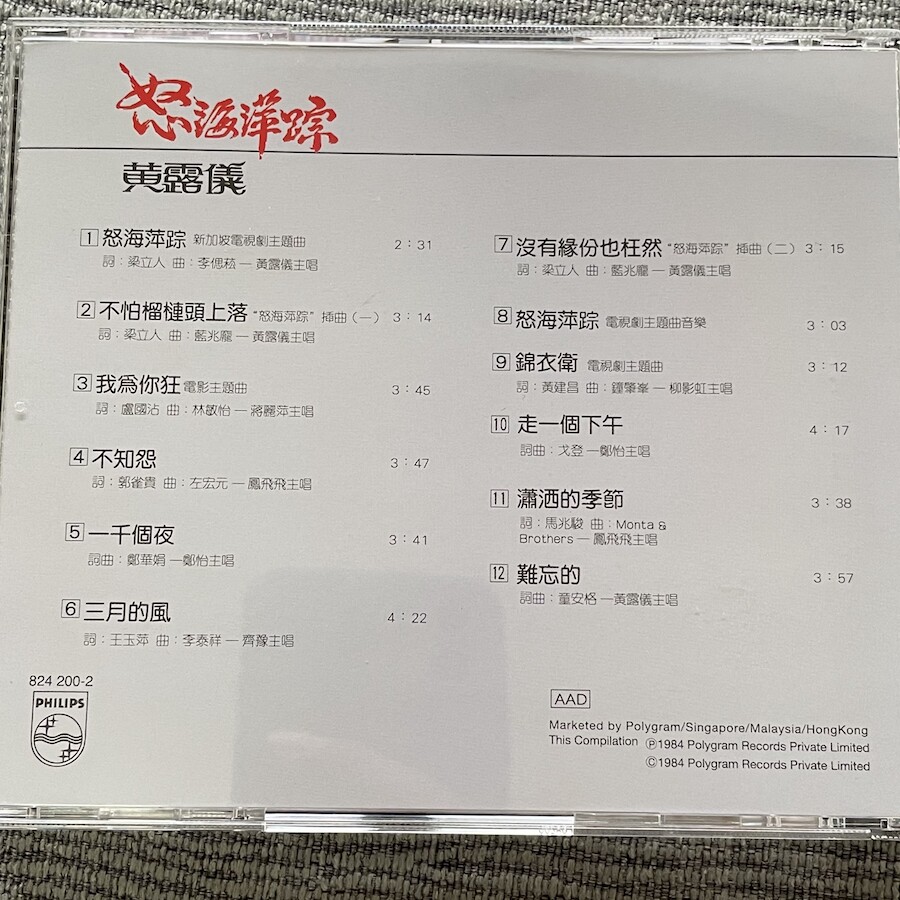 怒海萍踪
黃露儀
1 怒海萍踪 新加坡電視劇主題曲 2:31
詞：梁立人 曲：李偲菘 — 黃露儀主唱
2 不怕榴槤頭上落 “怒海萍踪” 插曲（一） 3:14
詞：梁立人 曲：藍兆龐 — 黃露儀主唱
3 我為你狂 電影主題曲 3:45
詞：盧國沾 曲：林敏怡 — 蔣麗萍主唱
4 不知怨 3:47
詞：郭雀貴 曲：左宏元 — 鳳飛飛主唱
5 一千個夜 3:41
詞曲：鄭華娟 — 鄭怡主唱
6 三月的風 4:22
詞：王玉萍 曲：李泰祥 — 齊豫主唱
7 沒有緣份也枉然 “怒海萍踪” 插曲（二） 3:15
詞：梁立人 曲：藍兆龐 — 黃露儀主唱
8 怒海萍踪 電視劇主題曲音樂 3:03
9 錦衣衛 電視劇主題曲 3:12
詞：黃建昌 曲：鐘肇峯 — 柳影虹主唱
10 走一個下午 4:17
詞曲：戈登 — 鄭怡主唱
11 瀟洒的季節 3:38
詞：馬兆駿 曲：Monta &
Brothers — 鳳飛飛主唱
12 難忘的 3:57
詞曲：童安格 — 黃露儀主唱
824 200-2
PHILIPS
AAD
Marketed by Polygram/Singapore/Malaysia/HongKong
This Compilation ℗1984 Polygram Records Private Limited
©1984 Polygram Records Private Limited